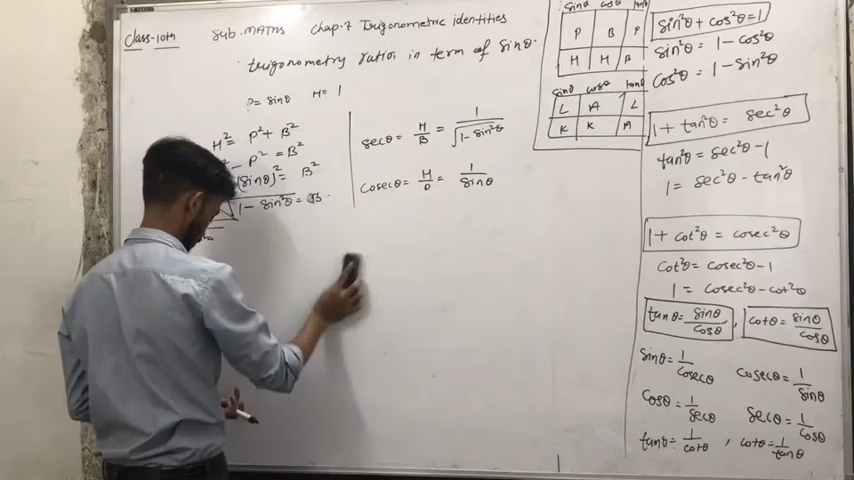 Class-10th Sub-MATHS Chap-7 Trigonometric identities
trigonometry ratios in term of sinθ.
P= sinθ H= 1
H² = P²+ B²
- P² = B²
(sinθ)² = B²
√1- sin²θ = B
secθ = H/B = 1/√1-sin²θ
cosecθ = H/P = 1/sinθ
sinθ cosθ tanθ
P B P
H H B
sinθ cosθ tanθ
L A L
K K A
sin²θ + cos²θ = 1
sin²θ = 1 - cos²θ
cos²θ = 1 - sin²θ
1 + tan²θ = sec²θ
tan²θ = sec²θ -1
1 = sec²θ - tan²θ
1 + cot²θ = cosec²θ
cot²θ = cosec²θ -1
1 = cosec²θ - cot²θ
tanθ = sinθ/cosθ , cotθ = sinθ/cosθ
sinθ = 1/cosecθ cosecθ = 1/sinθ
cosθ = 1/secθ secθ = 1/cosθ
tanθ = 1/cotθ , cotθ = 1/tanθ